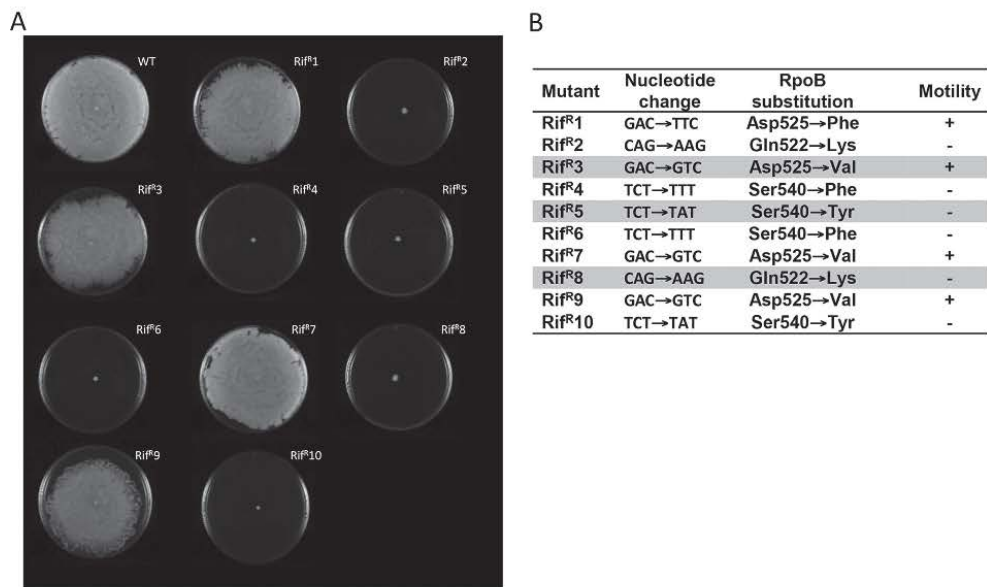 A
WT
Rifᴿ1
Rifᴿ2
Rifᴿ3
Rifᴿ4
Rifᴿ5
Rifᴿ6
Rifᴿ7
Rifᴿ8
Rifᴿ9
Rifᴿ10
B
Mutant Nucleotide change RpoB substitution Motility
Rifᴿ1 GAC→TTC Asp525→Phe +
Rifᴿ2 CAG→AAG Gln522→Lys -
Rifᴿ3 GAC→GTC Asp525→Val +
Rifᴿ4 TCT→TTT Ser540→Phe -
Rifᴿ5 TCT→TAT Ser540→Tyr -
Rifᴿ6 TCT→TTT Ser540→Phe -
Rifᴿ7 GAC→GTC Asp525→Val +
Rifᴿ8 CAG→AAG Gln522→Lys -
Rifᴿ9 GAC→GTC Asp525→Val +
Rifᴿ10 TCT→TAT Ser540→Tyr -